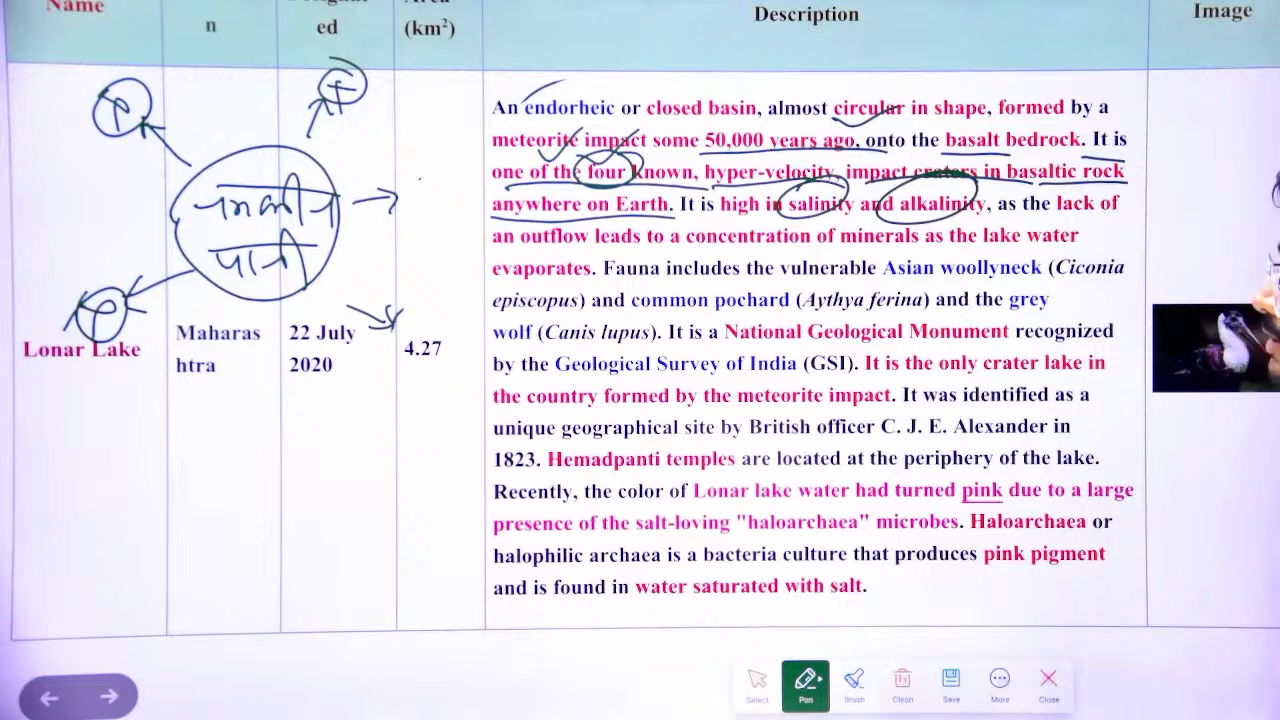 Name
n
ed
(km²)
Description
Image
नमकीन
पानी
P
+
P
Lonar Lake
Maharas
htra
22 July
2020
4.27
An endorheic or closed basin, almost circular in shape, formed by a
meteorite impact some 50,000 years ago, onto the basalt bedrock. It is
one of the four known, hyper-velocity, impact craters in basaltic rock
anywhere on Earth. It is high in salinity and alkalinity, as the lack of
an outflow leads to a concentration of minerals as the lake water
evaporates. Fauna includes the vulnerable Asian woollyneck (Ciconia
episcopus) and common pochard (Aythya ferina) and the grey
wolf (Canis lupus). It is a National Geological Monument recognized
by the Geological Survey of India (GSI). It is the only crater lake in
the country formed by the meteorite impact. It was identified as a
unique geographical site by British officer C. J. E. Alexander in
1823. Hemadpanti temples are located at the periphery of the lake.
Recently, the color of Lonar lake water had turned pink due to a large
presence of the salt-loving "haloarchaea" microbes. Haloarchaea or
halophilic archaea is a bacteria culture that produces pink pigment
and is found in water saturated with salt.
Select
Pen
Brush
Clean
Save
More
Close